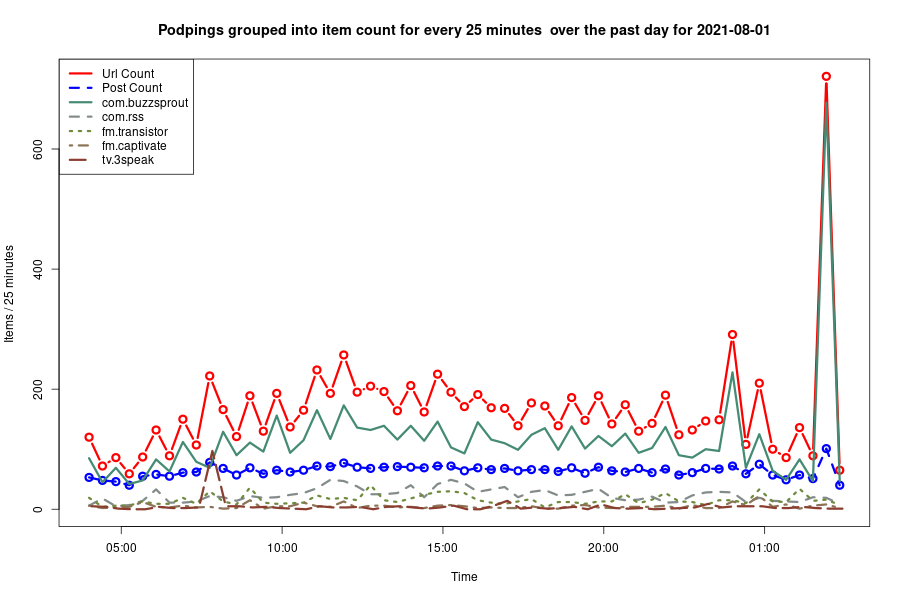 Podpings grouped into item count for every 25 minutes  over the past day for 2021-08-01
Url Count
Post Count
com.buzzsprout
com.rss
fm.transistor
fm.captivate
tv.3speak
Items / 25 minutes
600
400
200
0
05:00
10:00
15:00
20:00
01:00
Time